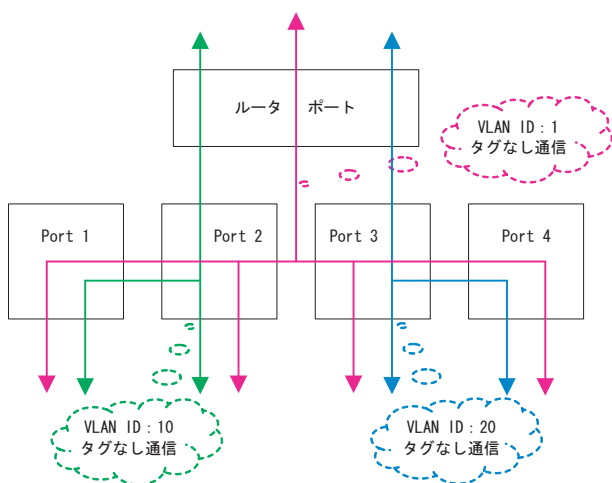 ルータ ポート
VLAN ID：1
タグなし通信
Port 1
Port 2
Port 3
Port 4
VLAN ID：10
タグなし通信
VLAN ID：20
タグなし通信